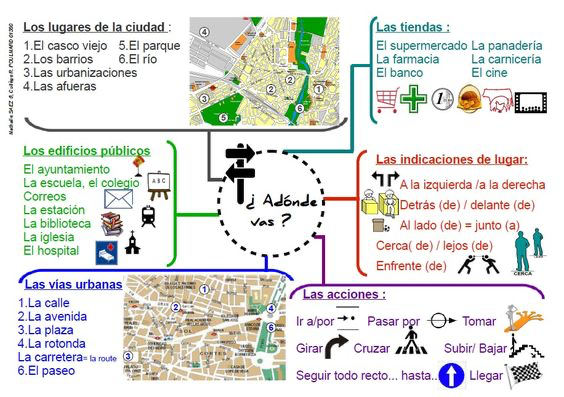 Los lugares de la ciudad :
1.El casco viejo 5.El parque
2.Los barrios 6.El río
3.Las urbanizaciones
4.Las afueras
Las tiendas :
El supermercado La panadería
La farmacia La carnicería
El banco El cine
Los edificios públicos
El ayuntamiento
La escuela, el colegio
Correos
La estación
La biblioteca
La iglesia
El hospital
ABC
¿ Adónde
vas ?
Las indicaciones de lugar:
A la izquierda /a la derecha
Detrás (de) / delante (de)
Al lado (de) = junto (a)
Cerca( de) / lejos (de)
Enfrente (de)
CERCA
Las vías urbanas
1.La calle
2.La avenida
3.La plaza
4.La rotonda
La carretera= la route
6.El paseo
CORTES
Las acciones :
Ir a/por Pasar por Tomar
Girar Cruzar Subir/ Bajar
Seguir todo recto... hasta... Llegar